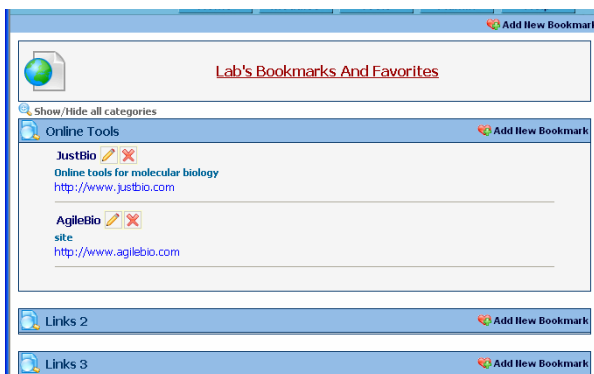 Add New Bookmark
Lab's Bookmarks And Favorites
Show/Hide all categories
Online Tools Add New Bookmark
JustBio
Online tools for molecular biology
http://www.justbio.com
AgileBio
site
http://www.agilebio.com
Links 2 Add New Bookmark
Links 3 Add New Bookmark